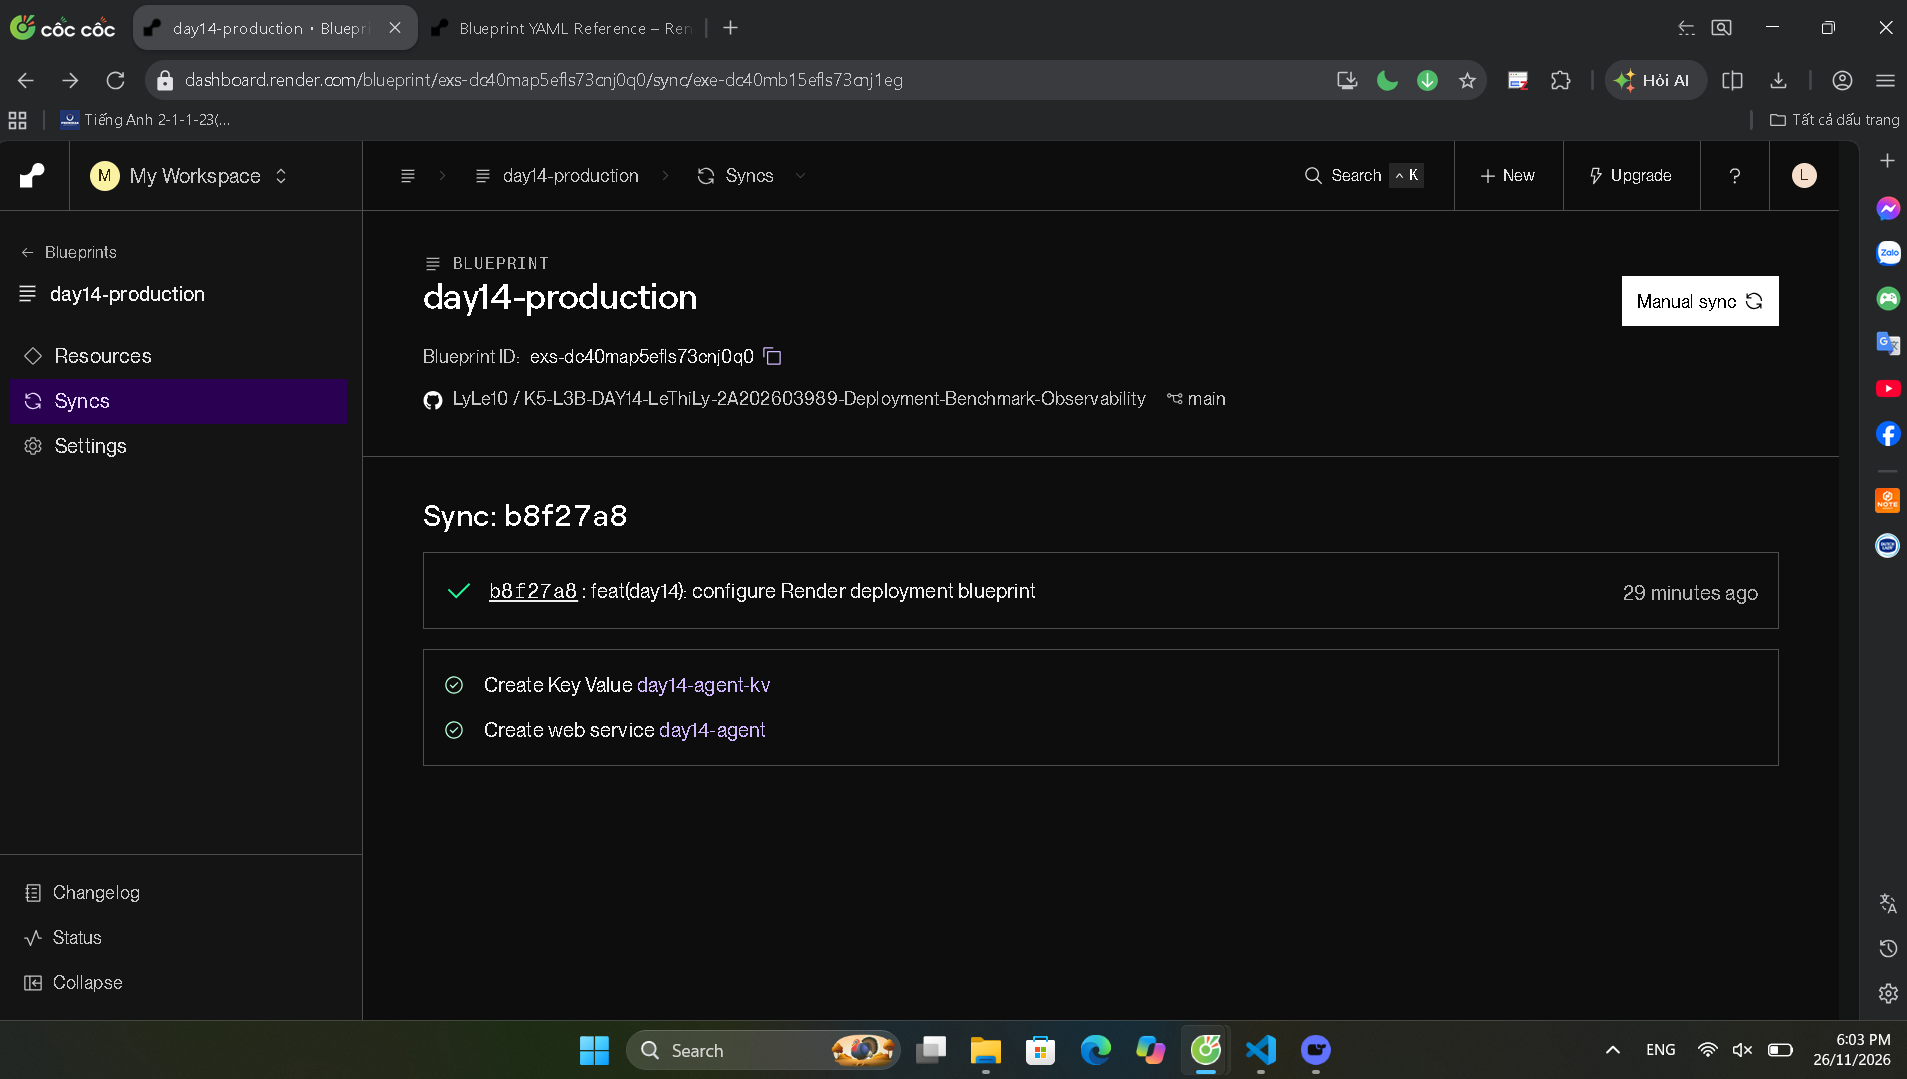 cốc cốc
day14-production • Bluepri
Blueprint YAML Reference – Ren
dashboard.render.com/blueprint/exs-dc40map5efls73cnj0q0/sync/exe-dc40mb15efls73cnj1eg
Hỏi AI
Tiếng Anh 2-1-1-23(...
Tất cả dấu trang
M My Workspace
day14-production
Syncs
Search ^ K
New
Upgrade
?
L
Blueprints
day14-production
Resources
Syncs
Settings
BLUEPRINT
day14-production
Manual sync
Blueprint ID: exs-dc40map5efls73cnj0q0
LyLe10 / K5-L3B-DAY14-LeThiLy-2A202603989-Deployment-Benchmark-Observability main
Sync: b8f27a8
b8f27a8 : feat(day14): configure Render deployment blueprint
29 minutes ago
Create Key Value day14-agent-kv
Create web service day14-agent
Changelog
Status
Collapse
Zalo
NOTE
Search
ENG
6:03 PM
26/11/2026